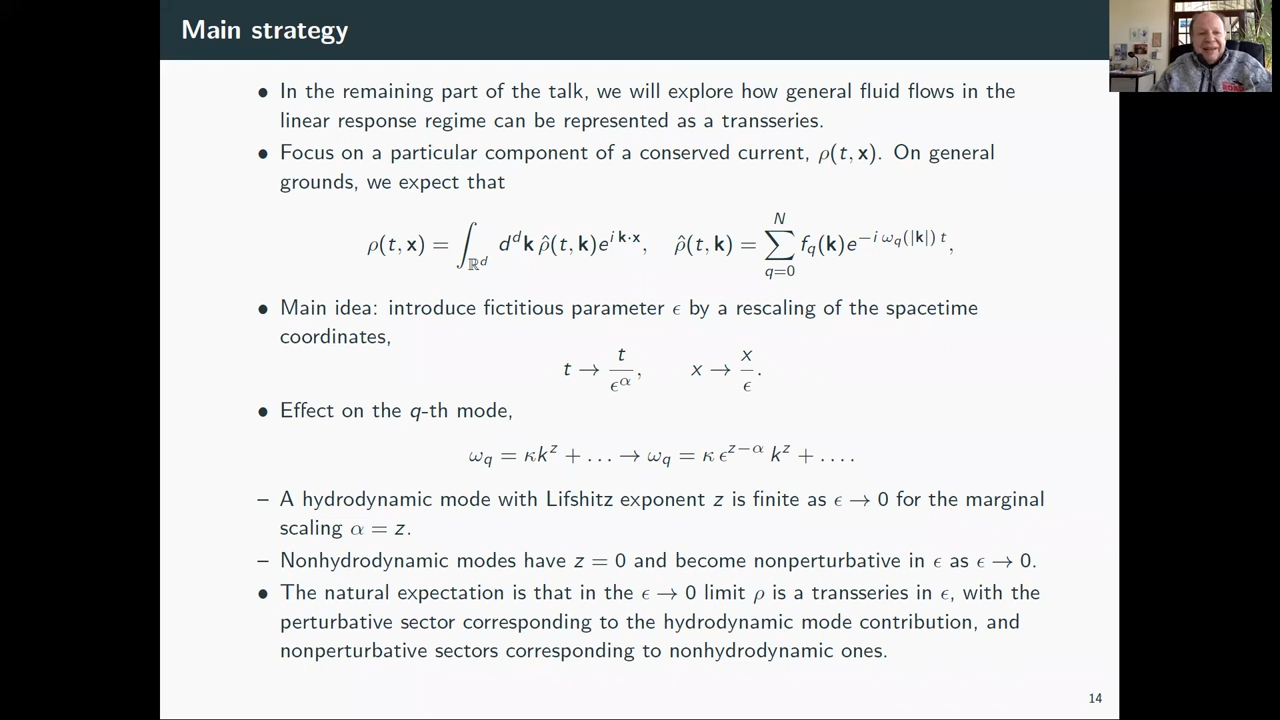 Main strategy
• In the remaining part of the talk, we will explore how general fluid flows in the
linear response regime can be represented as a transseries.
• Focus on a particular component of a conserved current, ρ(t, x). On general
grounds, we expect that
ρ(t, x) = ∫_{ℝ^d} d^d k ρ̂(t, k)e^{i k·x}, ρ̂(t, k) = ∑_{q=0}^{N} f_q(k)e^{−i ω_q(|k|) t},
• Main idea: introduce fictitious parameter ϵ by a rescaling of the spacetime
coordinates,
t → t/ϵ^α, x → x/ϵ.
• Effect on the q-th mode,
ω_q = κk^z + ... → ω_q = κ ϵ^{z−α} k^z + ....
– A hydrodynamic mode with Lifshitz exponent z is finite as ϵ → 0 for the marginal
scaling α = z.
– Nonhydrodynamic modes have z = 0 and become nonperturbative in ϵ as ϵ → 0.
• The natural expectation is that in the ϵ → 0 limit ρ is a transseries in ϵ, with the
perturbative sector corresponding to the hydrodynamic mode contribution, and
nonperturbative sectors corresponding to nonhydrodynamic ones.
14